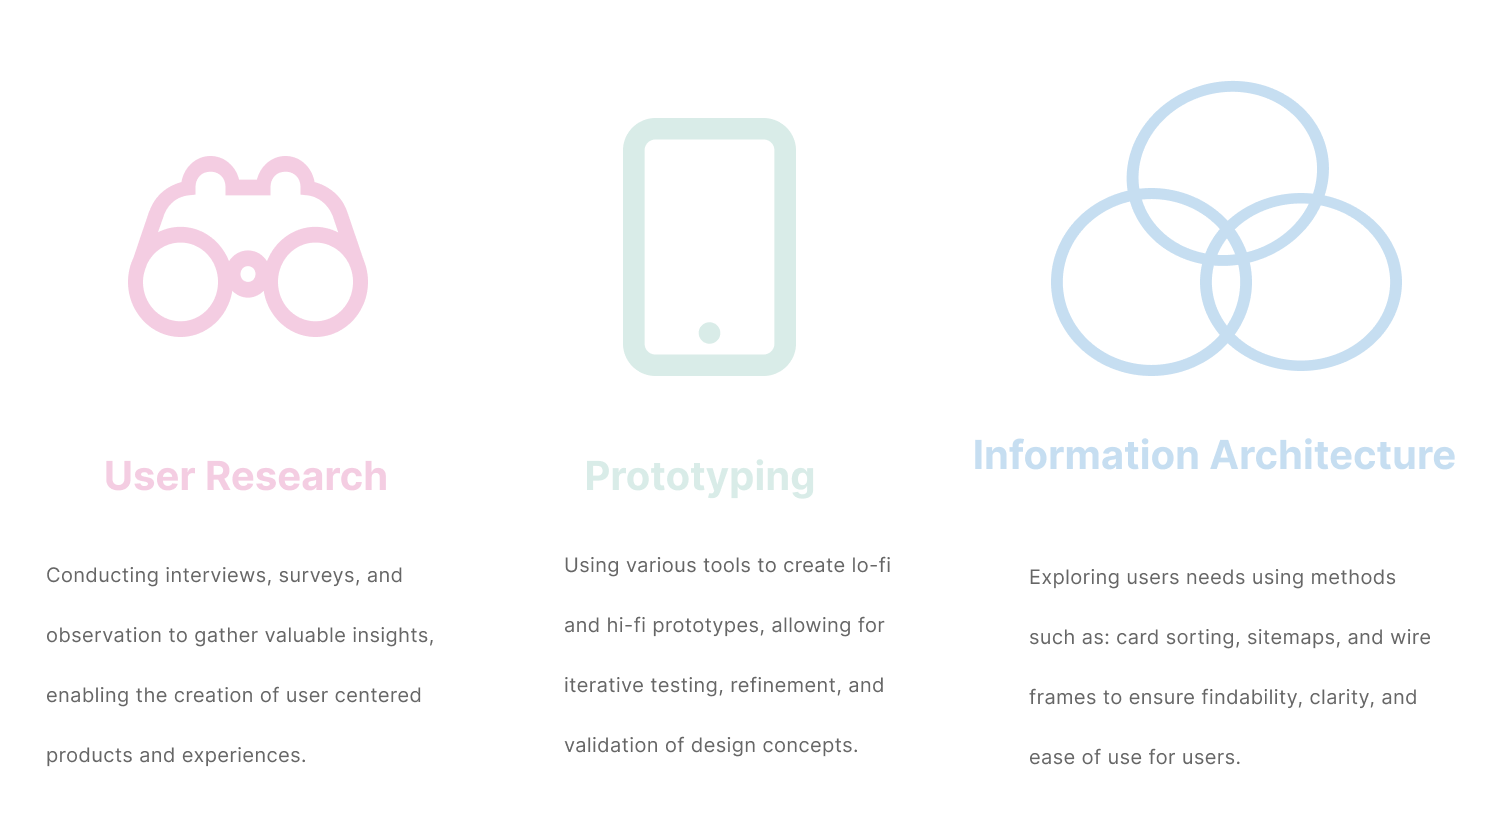 User Research
Conducting interviews, surveys, and
observation to gather valuable insights,
enabling the creation of user centered
products and experiences.
Prototyping
Using various tools to create lo-fi
and hi-fi prototypes, allowing for
iterative testing, refinement, and
validation of design concepts.
Information Architecture
Exploring users needs using methods
such as: card sorting, sitemaps, and wire
frames to ensure findability, clarity, and
ease of use for users.